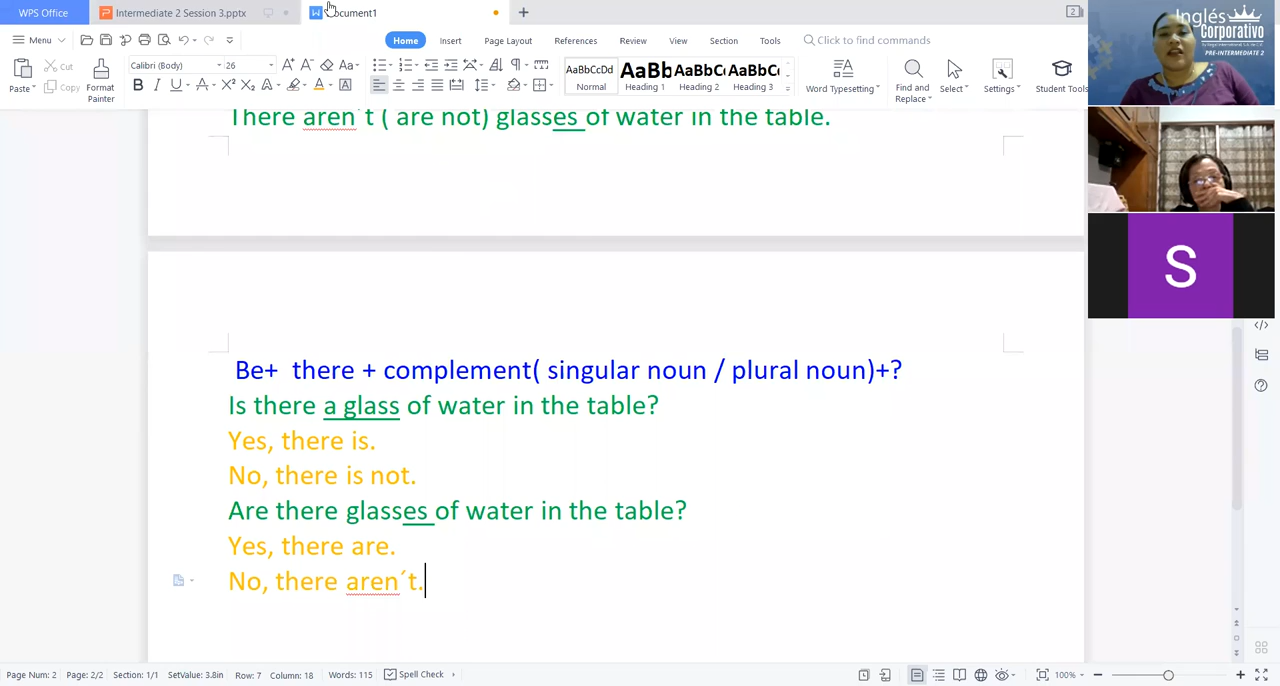 WPS Office
Intermediate 2 Session 3.pptx
Document1
2
Menu
Home
Insert
Page Layout
References
Review
View
Section
Tools
Click to find commands
Paste
Cut
Copy
Format Painter
Calibri (Body)
26
AaBbCcDd
Normal
AaBb
Heading 1
AaBbC
Heading 2
AaBbC
Heading 3
Word Typesetting
Find and Replace
Select
Settings
Student Tools
Inglés
Corporativo
PRE-INTERMEDIATE 2
There aren´t ( are not) glasses of water in the table.
Be+ there + complement( singular noun / plural noun)+?
Is there a glass of water in the table?
Yes, there is.
No, there is not.
Are there glasses of water in the table?
Yes, there are.
No, there aren´t.
S
Page Num: 2
Page: 2/2
Section: 1/1
SetValue: 3.8in
Row: 7
Column: 18
Words: 115
Spell Check
100%